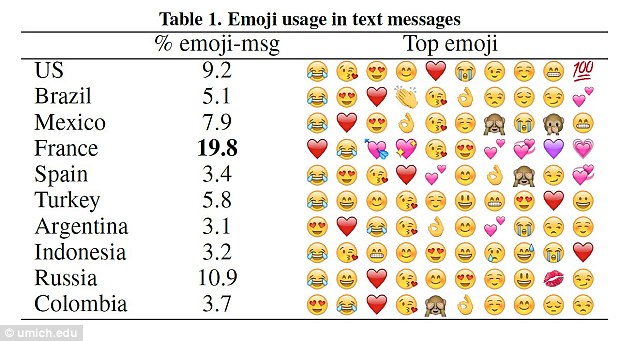 Table 1. Emoji usage in text messages
% emoji-msg Top emoji
US 9.2 😂 😘 😍 😊 ❤️ 😭 😏 ☺️ 😁 💯
Brazil 5.1 😂 😍 ❤️ 👏 😘 👌 😒 😔 😏 💕
Mexico 7.9 😂 ❤️ 😍 👌 😘 ☺️ 🙈 😭 🙊 😁
France 19.8 ❤️ 😂 💘 💖 😘 😍 💕 💞 💜 💗
Spain 3.4 😂 😍 😘 ❤️ 💕 😊 👌 🙈 😏 💞
Turkey 5.8 😂 😊 😁 😘 ☺️ 😃 😄 😍 ❤️ 😀
Argentina 3.1 😍 ❤️ 😂 😘 👌 😊 💕 😭 😔 ☺️
Indonesia 3.2 😂 😘 😁 😊 😍 😄 😢 😅 😭 ❤️
Russia 10.9 😊 😂 ❤️ 😘 😊 😍 ☺️ 😃 💋 😏
Colombia 3.7 😍 😂 ❤️ 😘 🙈 👌 ☺️ 😊 😔 😒
© umich.edu